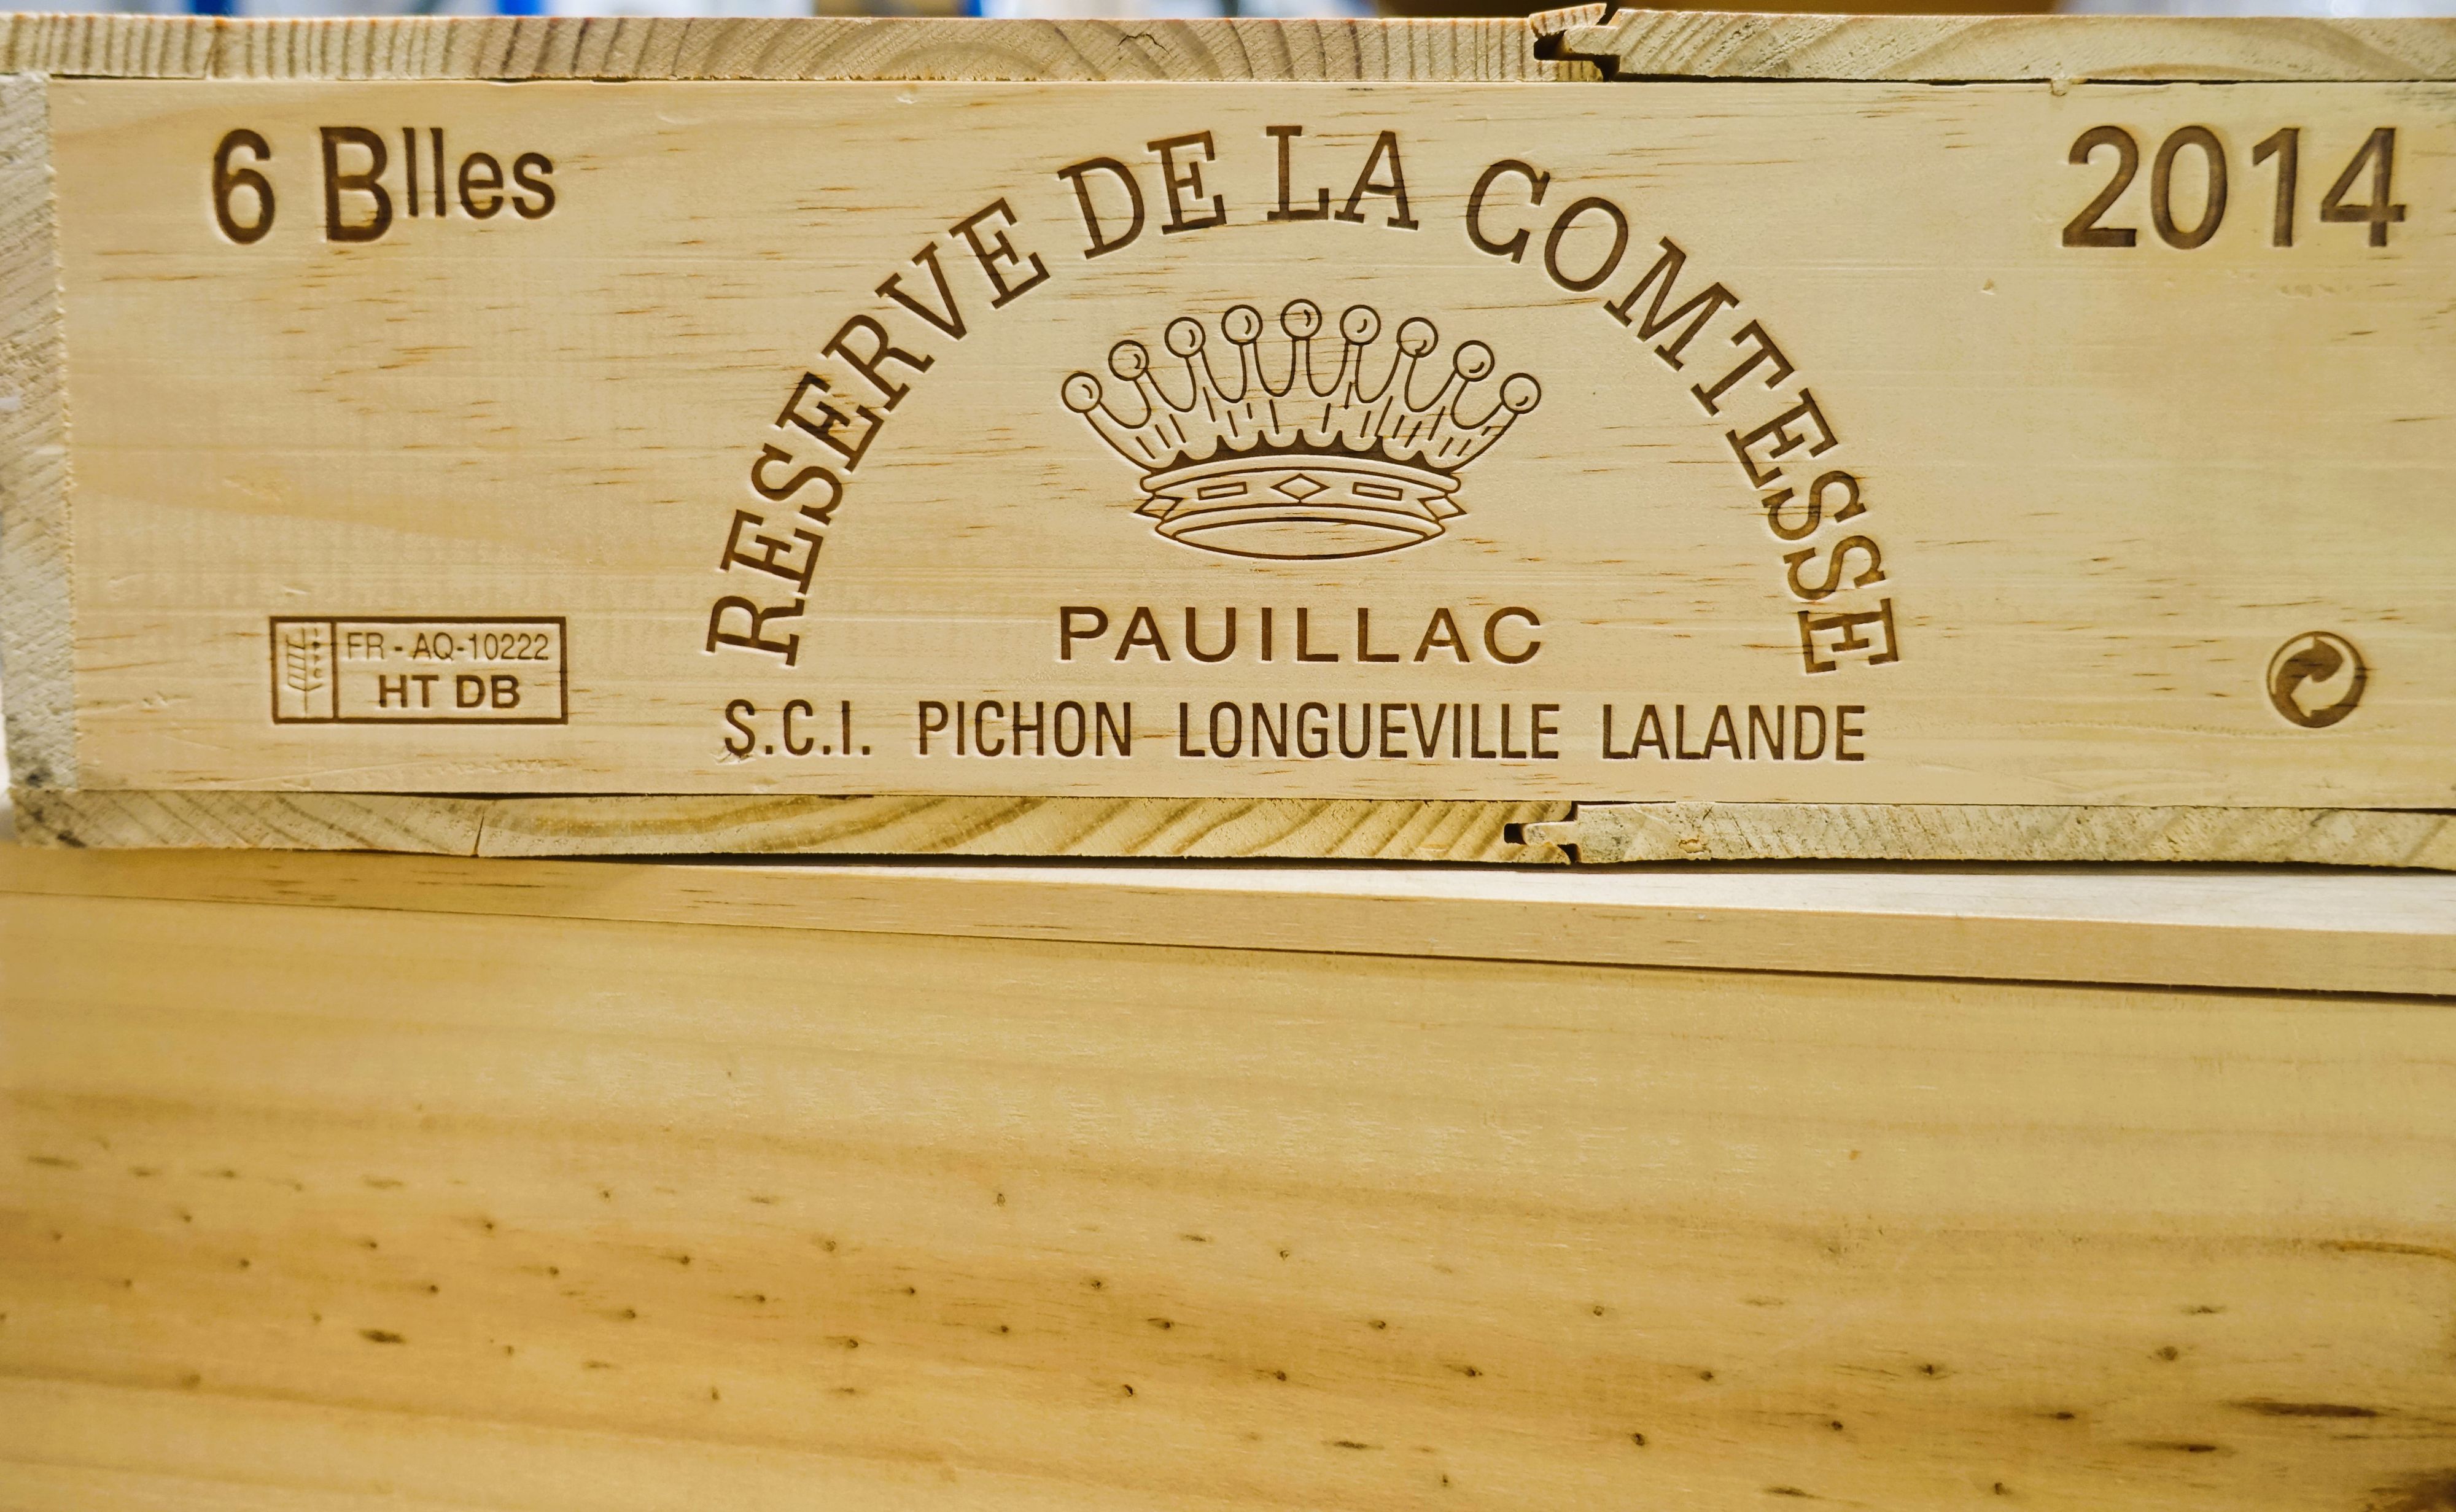 6 Blles
RESERVE DE LA COMTESSE
2014
PAUILLAC
FR - AQ-10222
HT DB
S.C.I. PICHON LONGUEVILLE LALANDE